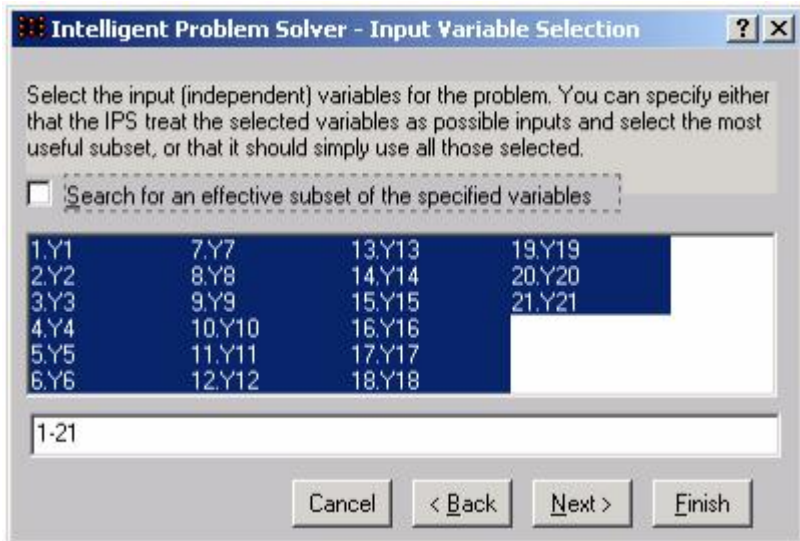 Intelligent Problem Solver - Input Variable Selection
Select the input (independent) variables for the problem. You can specify either
that the IPS treat the selected variables as possible inputs and select the most
useful subset, or that it should simply use all those selected.
Search for an effective subset of the specified variables
1.Y1 7.Y7 13.Y13 19.Y19
2.Y2 8.Y8 14.Y14 20.Y20
3.Y3 9.Y9 15.Y15 21.Y21
4.Y4 10.Y10 16.Y16
5.Y5 11.Y11 17.Y17
6.Y6 12.Y12 18.Y18
1-21
Cancel < Back Next > Finish